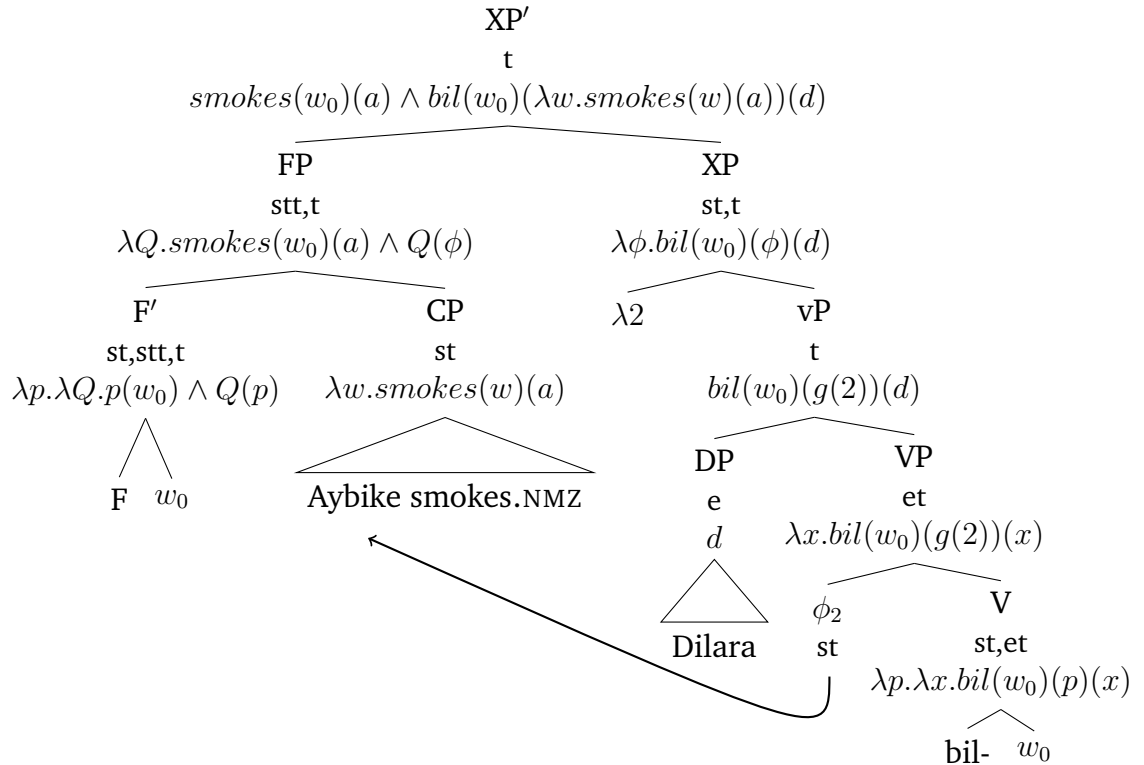 XP′
t
smokes(w₀)(a) ∧ bil(w₀)(λw.smokes(w)(a))(d)
FP XP
stt,t st,t
λQ.smokes(w₀)(a) ∧ Q(ϕ) λϕ.bil(w₀)(ϕ)(d)
F′ CP λ2 vP
st,stt,t st t
λp.λQ.p(w₀) ∧ Q(p) λw.smokes(w)(a) bil(w₀)(g(2))(d)
DP VP
F w₀ Aybike smokes.NMZ e et
d λx.bil(w₀)(g(2))(x)
ϕ₂ V
Dilara st st,et
λp.λx.bil(w₀)(p)(x)
bil- w₀